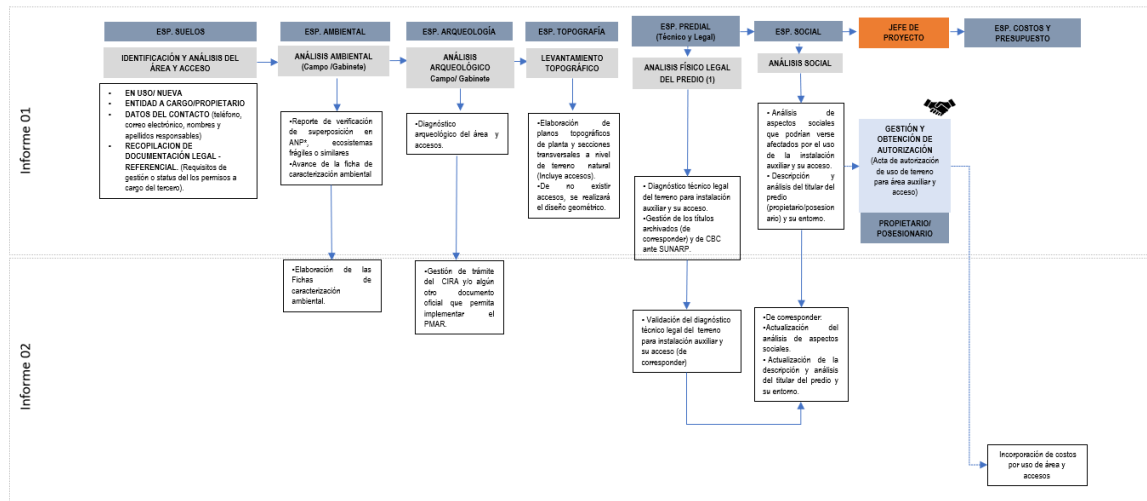 ESP. SUELOS
ESP. AMBIENTAL
ESP. ARQUEOLOGÍA
ESP. TOPOGRAFÍA
ESP. PREDIAL
(Técnico y Legal)
ESP. SOCIAL
JEFE DE
PROYECTO
ESP. COSTOS Y
PRESUPUESTO
Informe 01
IDENTIFICACIÓN Y ANÁLISIS DEL
ÁREA Y ACCESO
• EN USO/ NUEVA
• ENTIDAD A CARGO/PROPIETARIO
• DATOS DEL CONTACTO (teléfono,
correo electrónico, nombres y
apellidos responsables)
• RECOPILACION DE
DOCUMENTACIÓN LEGAL -
REFERENCIAL. (Requisitos de
gestión o status del los permisos a
cargo del tercero).
ANÁLISIS AMBIENTAL
(Campo /Gabinete)
•Reporte de verificación
de superposición en
ANP*, ecosistemas
frágiles o similares
•Avance de la ficha de
caracterización ambiental
ANÁLISIS
ARQUEOLÓGICO
Campo/ Gabinete
•Diagnóstico
arqueológico del área y
accesos.
LEVANTAMIENTO
TOPOGRÁFICO
•Elaboración de
planos topográficos
de planta y secciones
transversales a nivel
de terreno natural
(Incluye accesos).
•De no existir
accesos, se realizará
el diseño geométrico.
ANALISIS FÍSICO LEGAL
DEL PREDIO (1)
• Diagnóstico técnico legal
del terreno para instalación
auxiliar y su acceso.
•Gestión de los títulos
archivados (de
corresponder) y de CBC
ante SUNARP.
ANÁLISIS SOCIAL
• Análisis de
aspectos sociales
que podrían verse
afectados por el uso
de la instalación
auxiliar y su acceso.
• Descripción y
análisis del titular del
predio
(propietario/posesion
ario) y su entorno.
GESTIÓN Y
OBTENCIÓN DE
AUTORIZACIÓN
(Acta de autorización
de uso de terreno
para área auxiliar y
acceso)
PROPIETARIO/
POSESIONARIO
Informe 02
•Elaboración de las
Fichas de
caracterización
ambiental.
•Gestión de trámite
del CIRA y/o algún
otro documento
oficial que permita
implementar el
PMAR.
• Validación del diagnóstico
técnico legal del terreno
para instalación auxiliar y
su acceso (de
corresponder)
•De corresponder:
•Actualización del
análisis de aspectos
sociales.
• Actualización de la
descripción y análisis
del titular del predio y
su entorno.
Incorporación de costos
por uso de área y
accesos